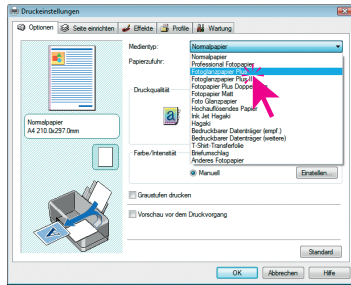 Druckeinstellungen
Optionen Seite einrichten Effekte Profile Wartung
Medientyp: Normalpapier
Papierzufuhr:
Normalpapier
Professional Fotopapier
Fotoglanzpapier Plus
Fotoglanzpapier Plus II
Fotopapier Plus
Fotopapier Matt
Foto Glanzpapier
Hochauflösendes Papier
Ink Jet Hagaki
Hagaki
Bedruckbarer Datenträger (empf.)
Bedruckbarer Datenträger (weitere)
T-Shirt-Transferfolie
Briefumschlag
Anderes Fotopapier
Druckqualität
a
Normalpapier
A4 210.0x297.0mm
Farbe/Intensität
Manuell Einstellen...
Graustufen drucken
Vorschau vor dem Druckvorgang
Standard
OK Abbrechen Hilfe